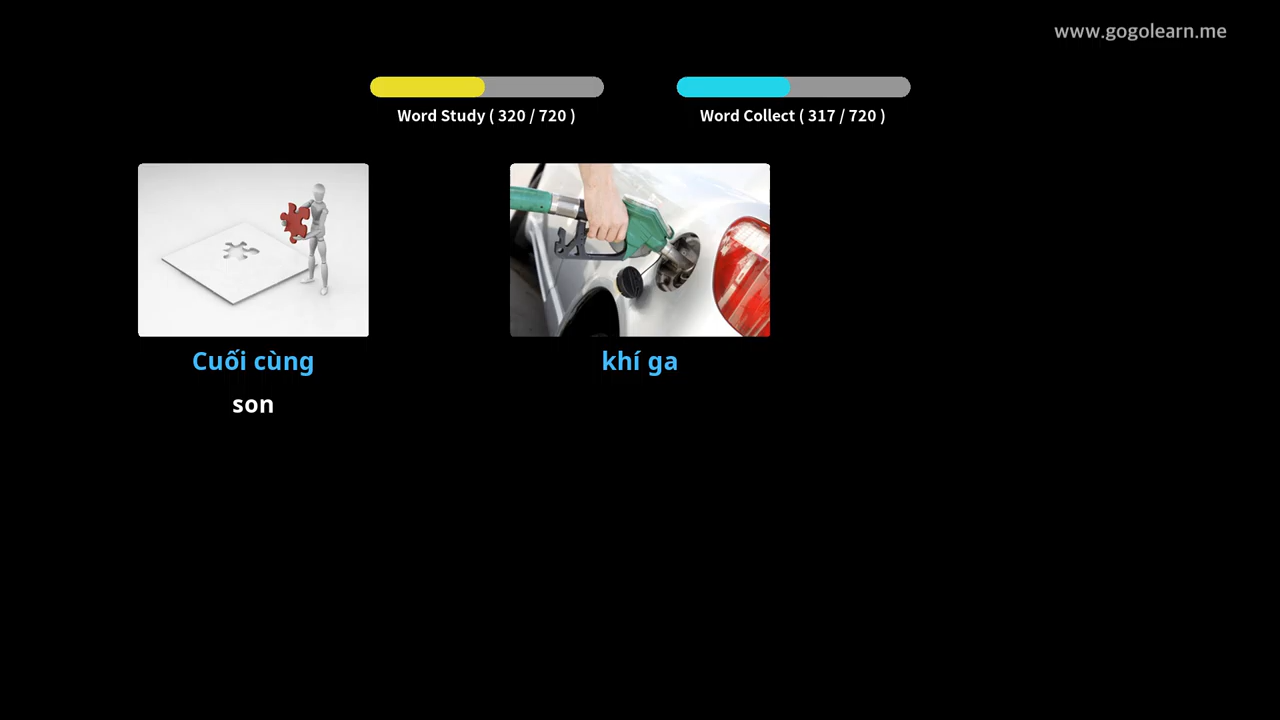 www.gogolearn.me
Word Study ( 320 / 720 )
Word Collect ( 317 / 720 )
Cuối cùng
son
khí ga